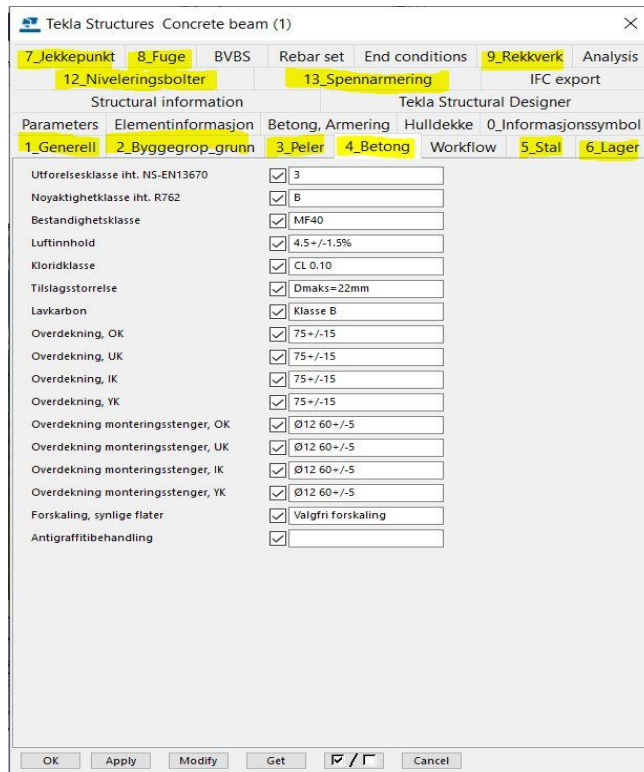 Tekla Structures Concrete beam (1)
7_Jekkepunkt 8_Fuge BVBS Rebar set End conditions 9_Rekkverk Analysis
12_Niveleringsbolter 13_Spennarmering IFC export
Structural information Tekla Structural Designer
Parameters Elementinformasjon Betong, Armering Hulldekke 0_Informasjonssymbol
1_Generell 2_Byggegrop_grunn 3_Peler 4_Betong Workflow 5_Stal 6_Lager
Utforelsesklasse iht. NS-EN13670 3
Noyaktighetklasse iht. R762 B
Bestandighetsklasse MF40
Luftinnhold 4.5+/-1.5%
Kloridklasse CL 0.10
Tilslagsstorrelse Dmaks=22mm
Lavkarbon Klasse B
Overdekning, OK 75+/-15
Overdekning, UK 75+/-15
Overdekning, IK 75+/-15
Overdekning, YK 75+/-15
Overdekning monteringsstenger, OK Ø12 60+/-5
Overdekning monteringsstenger, UK Ø12 60+/-5
Overdekning monteringsstenger, IK Ø12 60+/-5
Overdekning monteringsstenger, YK Ø12 60+/-5
Forskaling, synlige flater Valgfri forskaling
Antigraffitibehandling
OK Apply Modify Get / Cancel